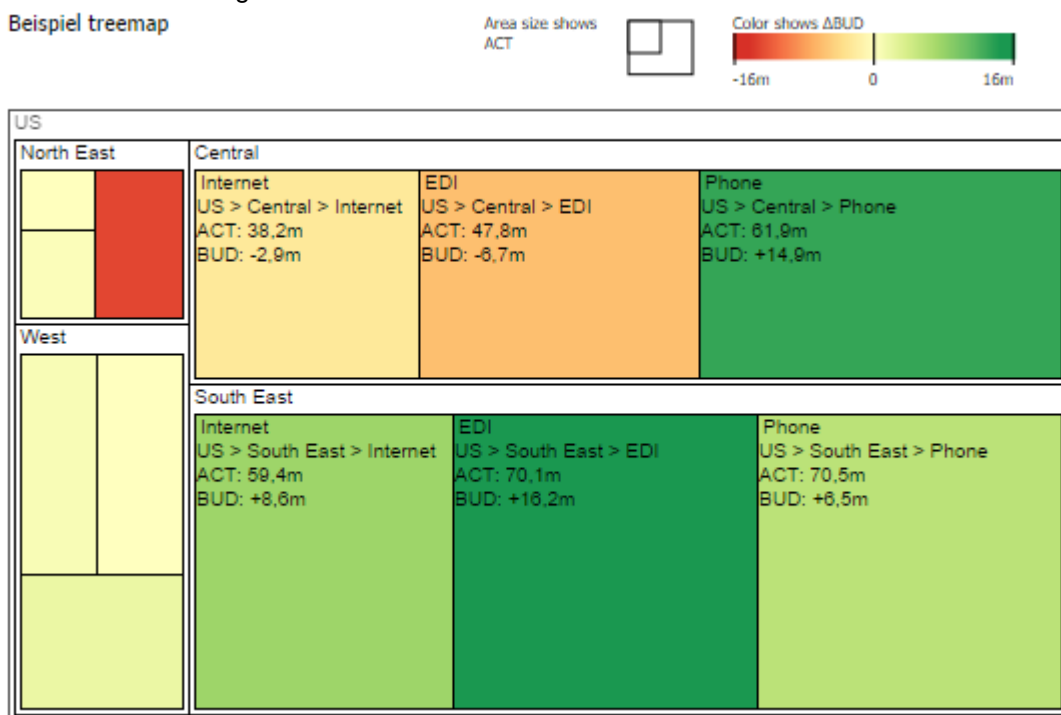 Beispiel treemap
Area size shows
ACT
Color shows ΔBUD
-16m 0 16m
US
North East
Central
Internet
US > Central > Internet
ACT: 38,2m
BUD: -2,9m
EDI
US > Central > EDI
ACT: 47,8m
BUD: -6,7m
Phone
US > Central > Phone
ACT: 61,9m
BUD: +14,9m
West
South East
Internet
US > South East > Internet
ACT: 59,4m
BUD: +8,6m
EDI
US > South East > EDI
ACT: 70,1m
BUD: +16,2m
Phone
US > South East > Phone
ACT: 70,5m
BUD: +6,5m